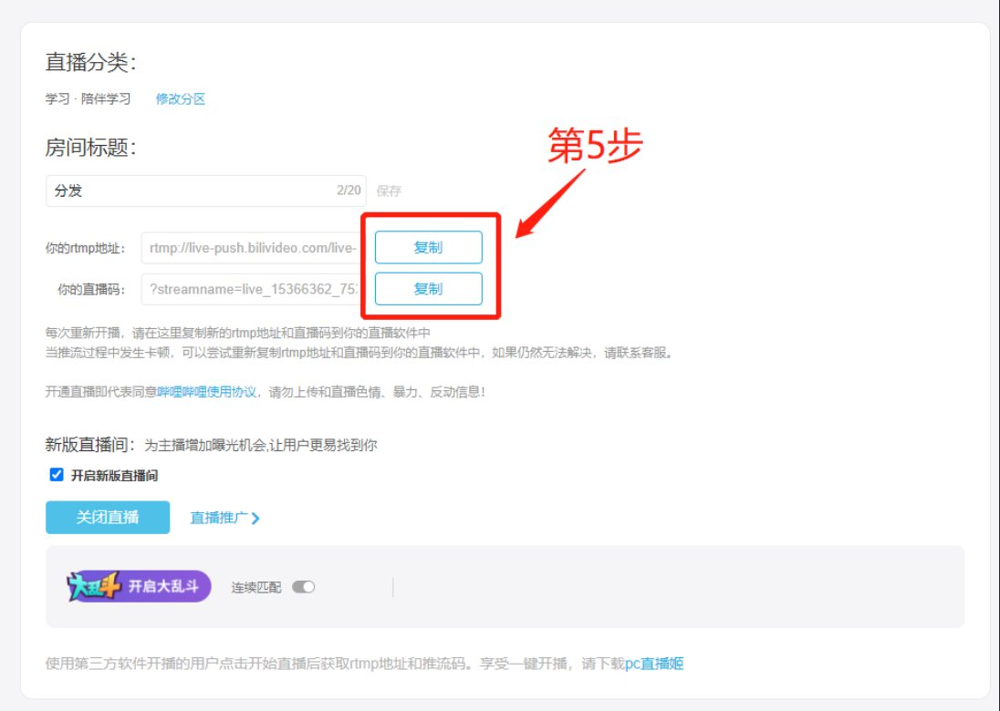 直播分类：
学习 · 陪伴学习 修改分区
房间标题：
第5步
分发 2/20 保存
你的rtmp地址： rtmp://live-push.bilivideo.com/live- 复制
你的直播码： ?streamname=live_15366362_753 复制
每次重新开播，请在这里复制新的rtmp地址和直播码到你的直播软件中
当推流过程中发生卡顿，可以尝试重新复制rtmp地址和直播码到你的直播软件中，如果仍然无法解决，请联系客服。
开通直播即代表同意哔哩哔哩使用协议，请勿上传和直播色情、暴力、反动信息！
新版直播间：为主播增加曝光机会,让用户更易找到你
开启新版直播间
关闭直播 直播推广
大乱斗 开启大乱斗 连续匹配
使用第三方软件开播的用户点击开始直播后获取rtmp地址和推流码。享受一键开播，请下载pc直播姬